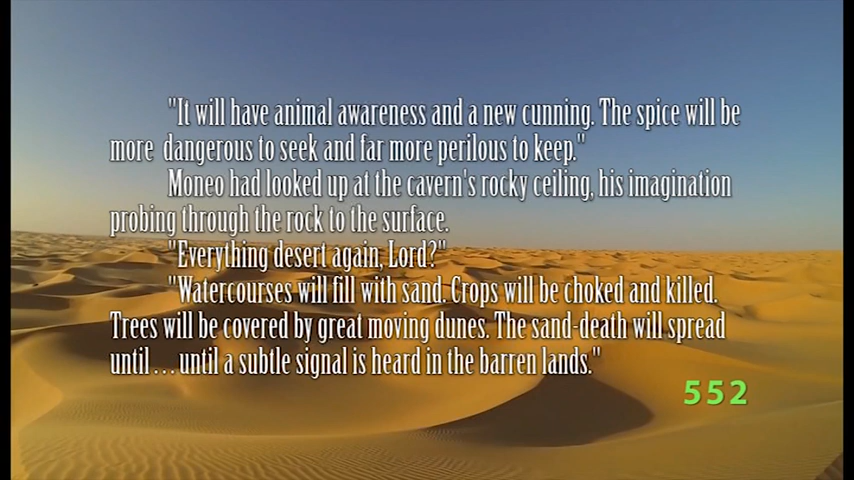 "It will have animal awareness and a new cunning. The spice will be
more dangerous to seek and far more perilous to keep."
Moneo had looked up at the cavern's rocky ceiling, his imagination
probing through the rock to the surface.
"Everything desert again, Lord?"
"Watercourses will fill with sand. Crops will be choked and killed.
Trees will be covered by great moving dunes. The sand-death will spread
until . . . until a subtle signal is heard in the barren lands."
552